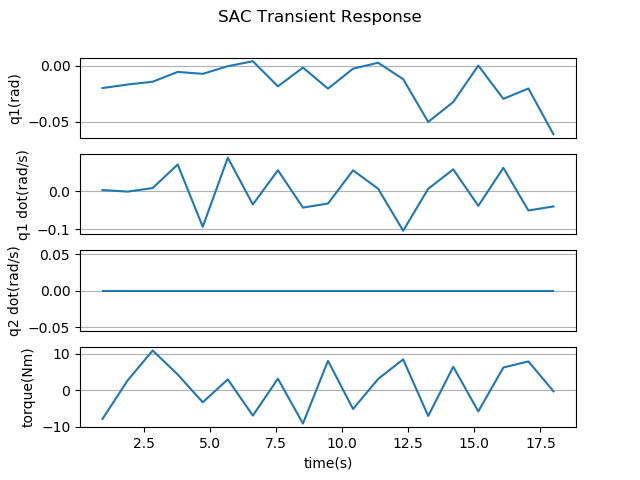 SAC Transient Response
q1(rad)
0.00
−0.05
q1 dot(rad/s)
0.0
−0.1
q2 dot(rad/s)
0.05
0.00
−0.05
torque(Nm)
10
0
−10
2.5 5.0 7.5 10.0 12.5 15.0 17.5
time(s)